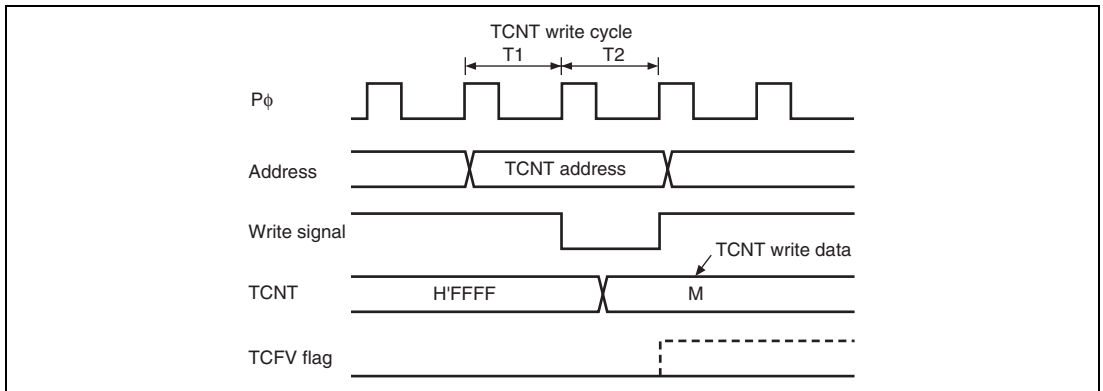 TCNT write cycle
T1 T2
Pϕ
Address TCNT address
Write signal
TCNT write data
TCNT H'FFFF M
TCFV flag